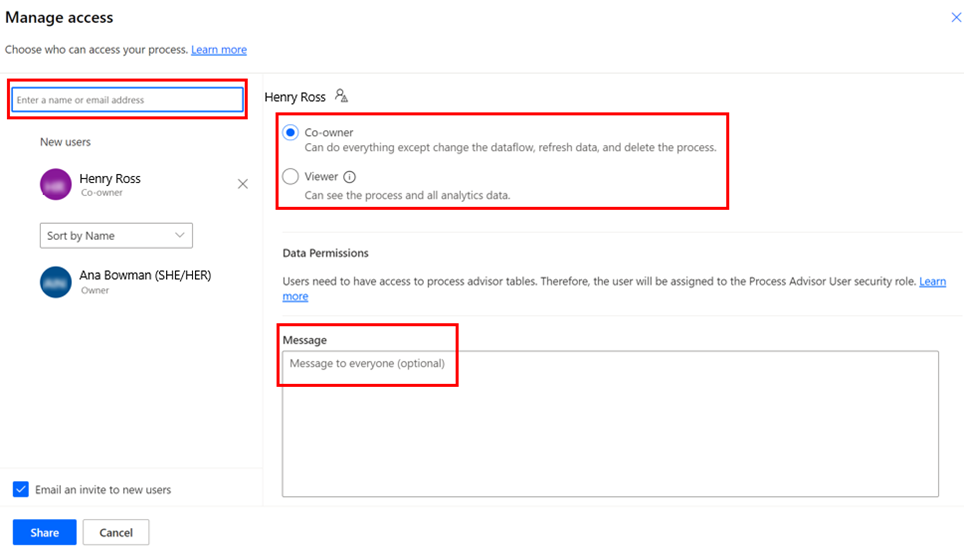 Manage access
Choose who can access your process. Learn more
Enter a name or email address
New users
Henry Ross
Co-owner
Sort by Name
Ana Bowman (SHE/HER)
Owner
Email an invite to new users
Share
Cancel
Henry Ross
Co-owner
Can do everything except change the dataflow, refresh data, and delete the process.
Viewer
Can see the process and all analytics data.
Data Permissions
Users need to have access to process advisor tables. Therefore, the user will be assigned to the Process Advisor User security role. Learn
more
Message
Message to everyone (optional)